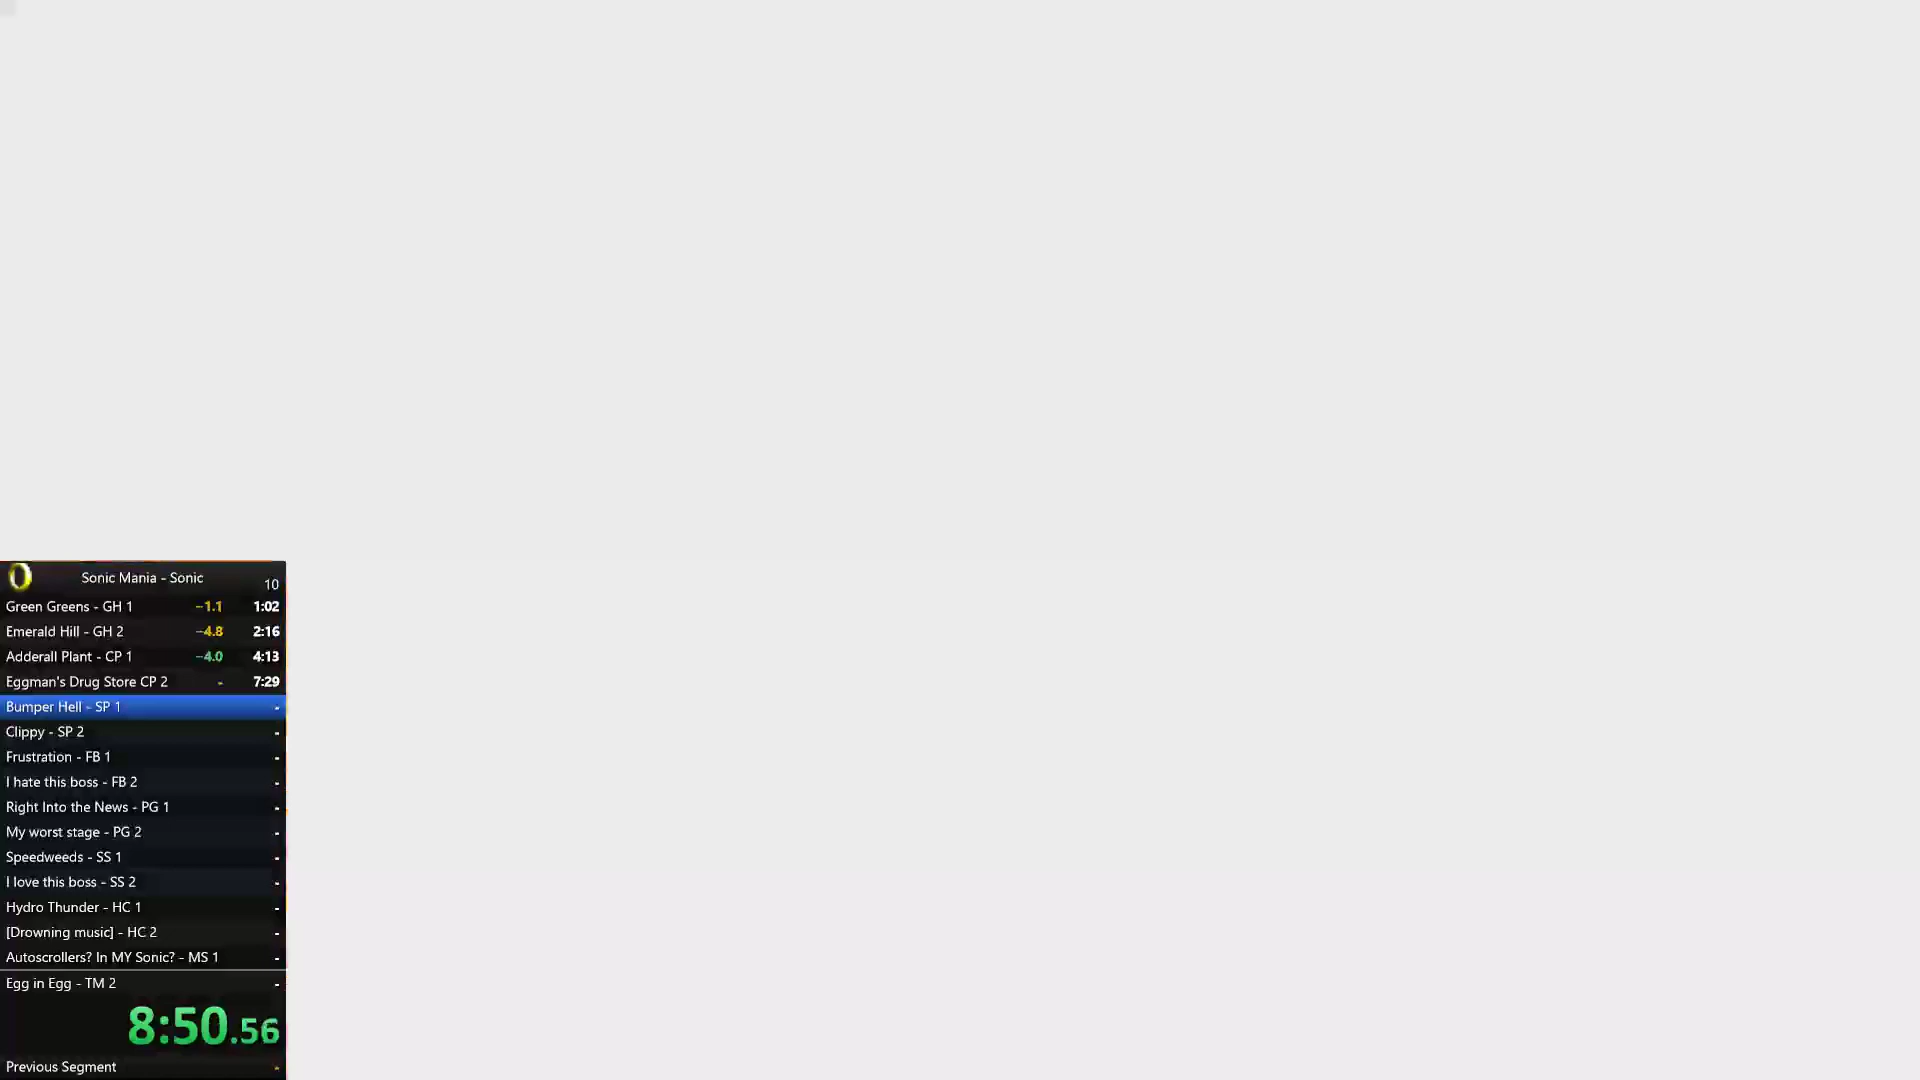 Sonic Mania - Sonic
10
Green Greens - GH 1 −1.1 1:02
Emerald Hill - GH 2 −4.8 2:16
Adderall Plant - CP 1 −4.0 4:13
Eggman's Drug Store CP 2 - 7:29
Bumper Hell - SP 1 -
Clippy - SP 2 -
Frustration - FB 1 -
I hate this boss - FB 2 -
Right Into the News - PG 1 -
My worst stage - PG 2 -
Speedweeds - SS 1 -
I love this boss - SS 2 -
Hydro Thunder - HC 1 -
[Drowning music] - HC 2 -
Autoscrollers? In MY Sonic? - MS 1 -
Egg in Egg - TM 2 -
8:50.56
Previous Segment -